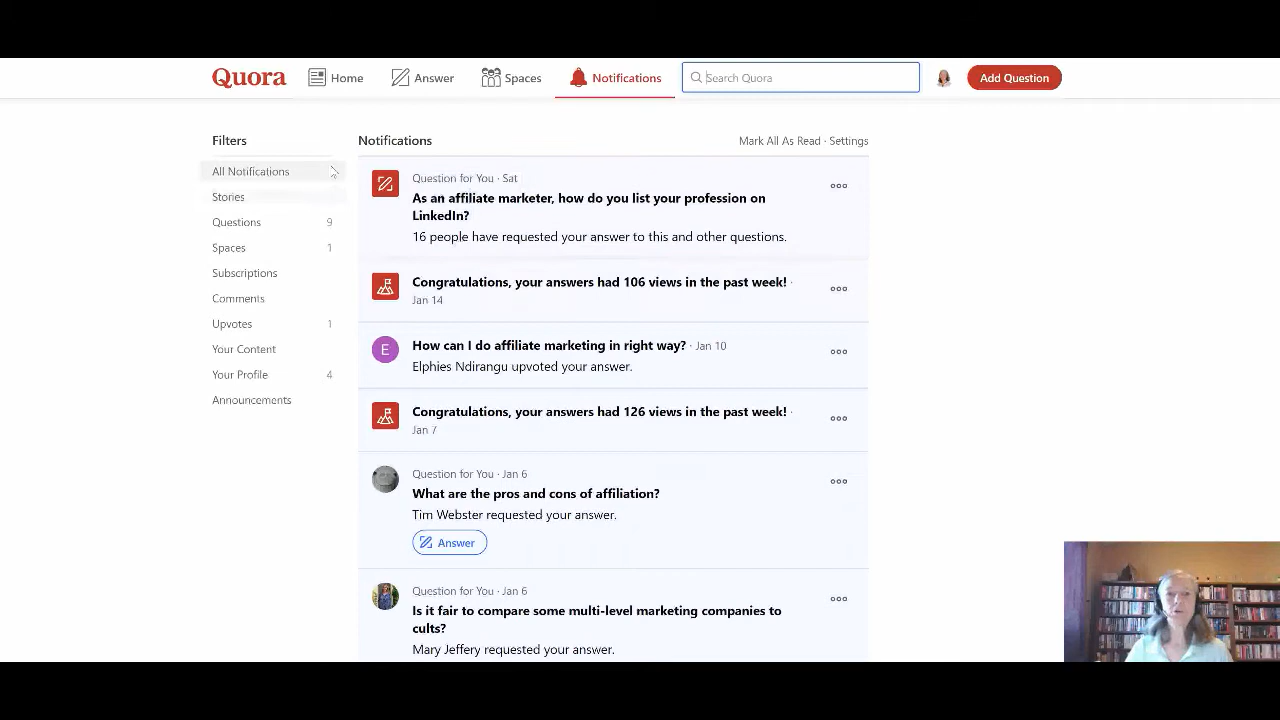 Quora
Home
Answer
Spaces
Notifications
Search Quora
Add Question
Filters
All Notifications
Stories
Questions 9
Spaces 1
Subscriptions
Comments
Upvotes 1
Your Content
Your Profile 4
Announcements
Notifications
Mark All As Read · Settings
Question for You · Sat
As an affiliate marketer, how do you list your profession on
LinkedIn?
16 people have requested your answer to this and other questions.
Congratulations, your answers had 106 views in the past week! ·
Jan 14
E
How can I do affiliate marketing in right way? · Jan 10
Elphies Ndirangu upvoted your answer.
Congratulations, your answers had 126 views in the past week! ·
Jan 7
Question for You · Jan 6
What are the pros and cons of affiliation?
Tim Webster requested your answer.
Answer
Question for You · Jan 6
Is it fair to compare some multi-level marketing companies to
cults?
Mary Jeffery requested your answer.